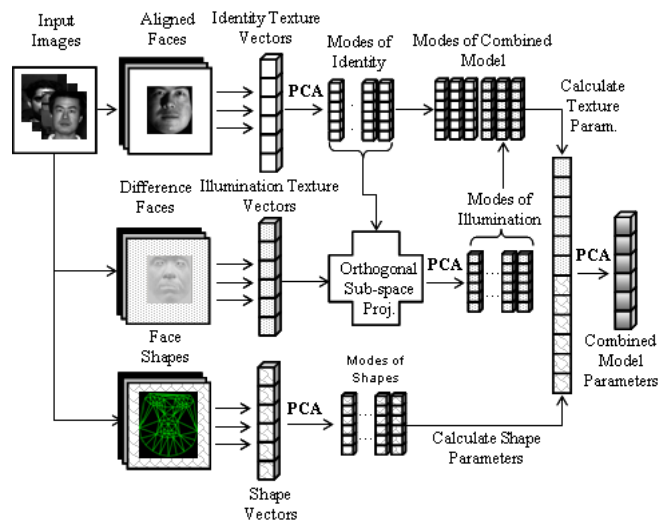 Input
Images
Aligned
Faces
Identity Texture
Vectors
PCA
Modes of
Identity
Modes of Combined
Model
Calculate
Texture
Param.
Difference
Faces
Illumination Texture
Vectors
Orthogonal
Sub-space
Proj.
PCA
Modes of
Illumination
PCA
Combined
Model
Parameters
Face
Shapes
PCA
Modes of
Shapes
Calculate Shape
Parameters
Shape
Vectors